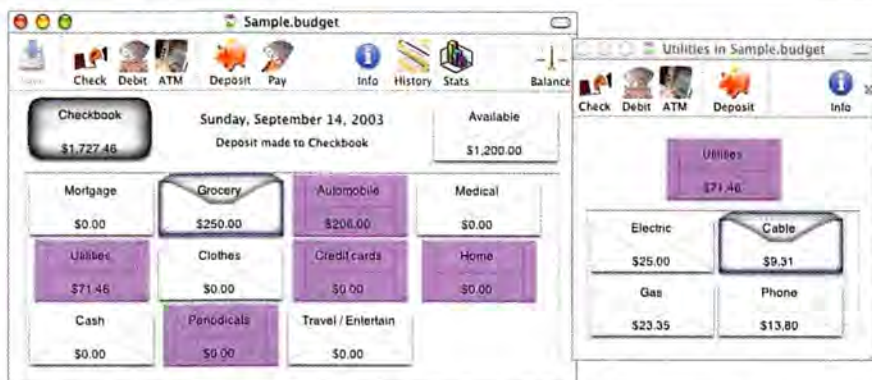 Sample.budget
Save Check Debit ATM Deposit Pay Info History Stats Balance
Checkbook
$1,727.46
Sunday, September 14, 2003
Deposit made to Checkbook
Available
$1,200.00
Mortgage Grocery Automobile Medical
$0.00 $250.00 $206.00 $0.00
Utilities Clothes Credit cards Home
$71.46 $0.00 $0.00 $0.00
Cash Periodicals Travel / Entertain
$0.00 $0.00 $0.00
Utilities in Sample.budget
Check Debit ATM Deposit Info
Utilities
$71.46
Electric Cable
$25.00 $9.31
Gas Phone
$23.35 $13.80